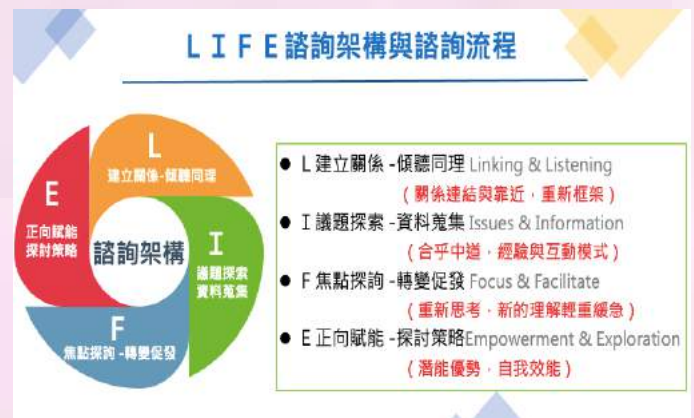 LIFE諮詢架構與諮詢流程
L
建立關係-傾聽同理
E
正向賦能
探討策略
諮詢架構
I
議題探索
資料蒐集
F
焦點探詢-轉變促發
● L 建立關係 -傾聽同理 Linking & Listening
(關係連結與靠近，重新框架)
● I 議題探索 -資料蒐集 Issues & Information
(合乎中道，經驗與互動模式)
● F 焦點探詢 -轉變促發 Focus & Facilitate
(重新思考，新的理解輕重緩急)
● E 正向賦能 -探討策略Empowerment & Exploration
(潛能優勢，自我效能)